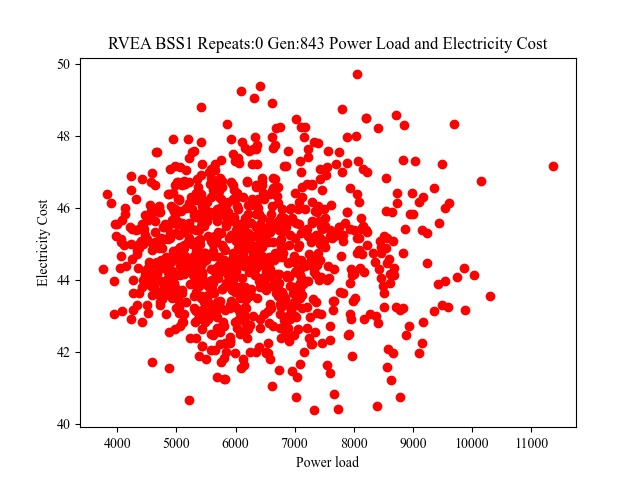 RVEA BSS1 Repeats:0 Gen:843 Power Load and Electricity Cost
50
48
46
44
42
40
Electricity Cost
4000 5000 6000 7000 8000 9000 10000 11000
Power load